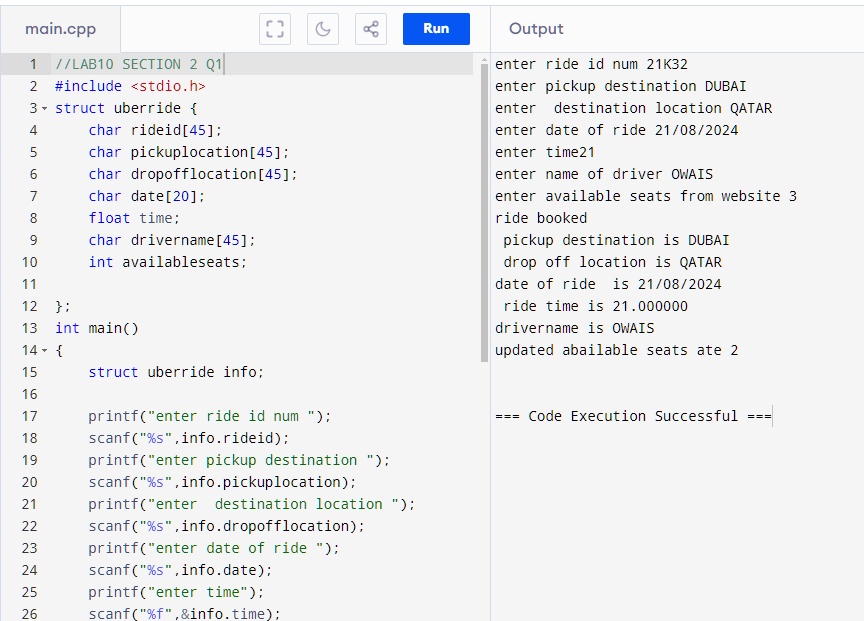 main.cpp
Run
Output
1 //LAB10 SECTION 2 Q1
2 #include <stdio.h>
3 struct uberride {
4 char rideid[45];
5 char pickuplocation[45];
6 char dropofflocation[45];
7 char date[20];
8 float time;
9 char drivername[45];
10 int availableseats;
11
12 };
13 int main()
14 {
15 struct uberride info;
16
17 printf("enter ride id num ");
18 scanf("%s",info.rideid);
19 printf("enter pickup destination ");
20 scanf("%s",info.pickuplocation);
21 printf("enter  destination location ");
22 scanf("%s",info.dropofflocation);
23 printf("enter date of ride ");
24 scanf("%s",info.date);
25 printf("enter time");
26 scanf("%f",&info.time);
enter ride id num 21K32
enter pickup destination DUBAI
enter  destination location QATAR
enter date of ride 21/08/2024
enter time21
enter name of driver OWAIS
enter available seats from website 3
ride booked
pickup destination is DUBAI
drop off location is QATAR
date of ride  is 21/08/2024
ride time is 21.000000
drivername is OWAIS
updated abailable seats ate 2
=== Code Execution Successful ===